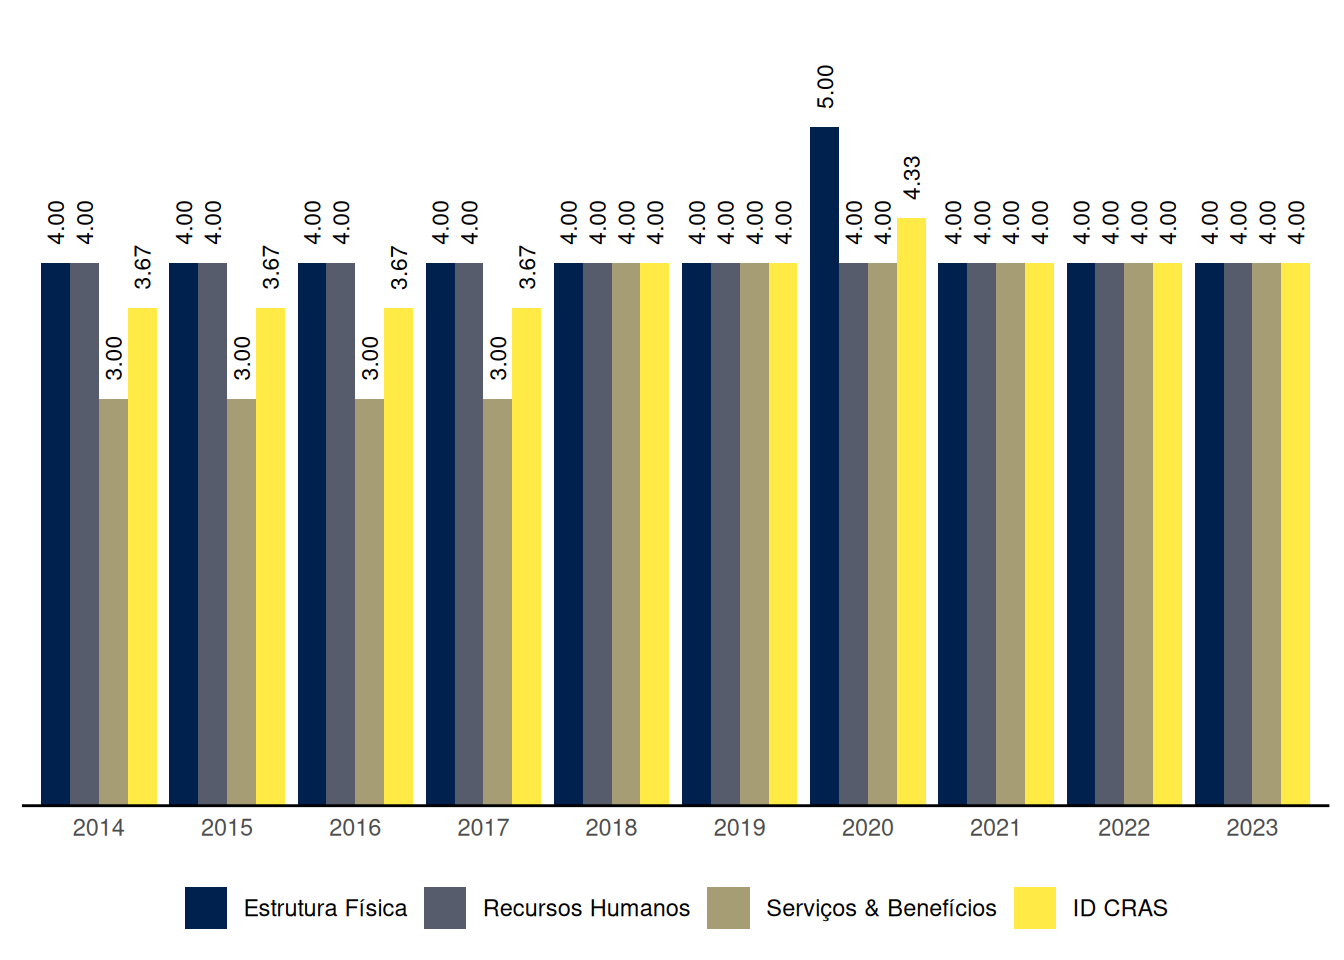 5.00
4.33
4.00 4.00 4.00 4.00 4.00 4.00 4.00 4.00 4.00 4.00 4.00 4.00 4.00 4.00 4.00 4.00 4.00 4.00 4.00 4.00 4.00 4.00 4.00 4.00 4.00 4.00 4.00 4.00 4.00 4.00
3.67 3.67 3.67 3.67
3.00 3.00 3.00 3.00
2014 2015 2016 2017 2018 2019 2020 2021 2022 2023
Estrutura Física Recursos Humanos Serviços & Benefícios ID CRAS